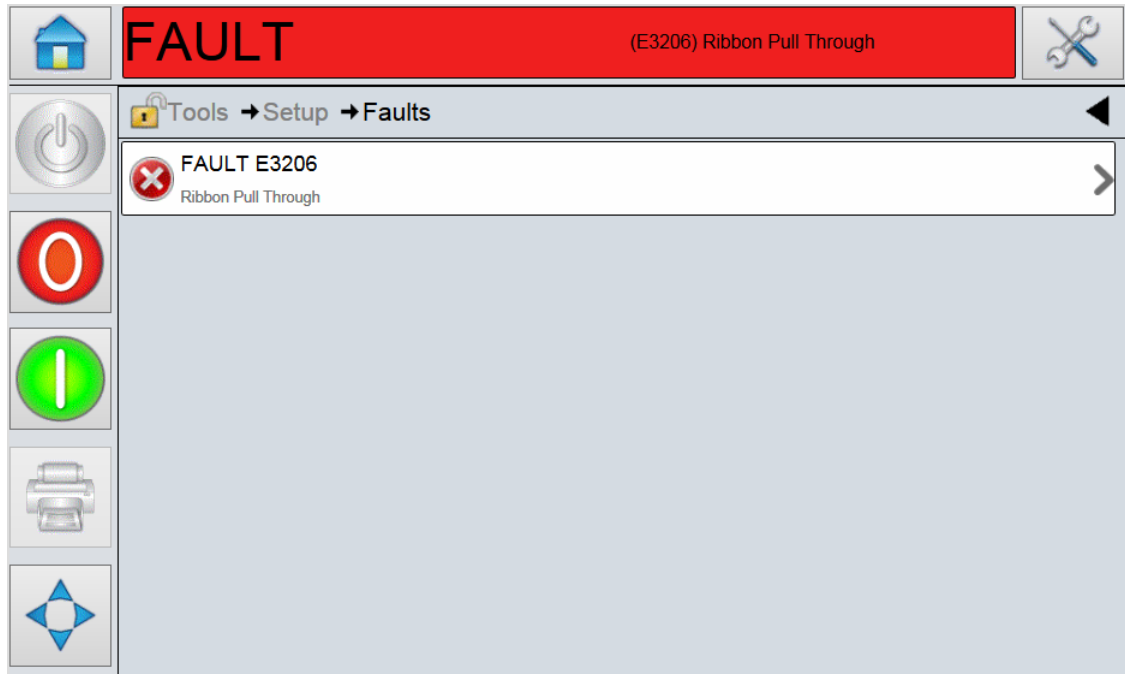 FAULT (E3206) Ribbon Pull Through
Tools → Setup → Faults
FAULT E3206
Ribbon Pull Through